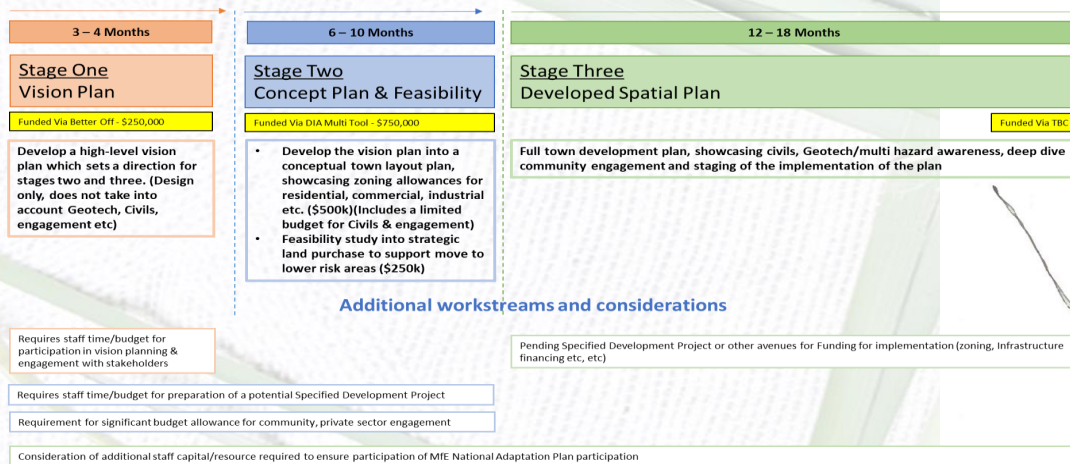 3 – 4 Months
6 – 10 Months
12 – 18 Months
Stage One
Vision Plan
Stage Two
Concept Plan & Feasibility
Stage Three
Developed Spatial Plan
Funded Via Better Off - $250,000
Funded Via DIA Multi Tool - $750,000
Funded Via TBC
Develop a high-level vision
plan which sets a direction for
stages two and three. (Design
only, does not take into
account Geotech, Civils,
engagement etc)
• Develop the vision plan into a
conceptual town layout plan,
showcasing zoning allowances for
residential, commercial, industrial
etc. ($500k)(Includes a limited
budget for Civils & engagement)
• Feasibility study into strategic
land purchase to support move to
lower risk areas ($250k)
Full town development plan, showcasing civils, Geotech/multi hazard awareness, deep dive
community engagement and staging of the implementation of the plan
Additional workstreams and considerations
Requires staff time/budget for
participation in vision planning &
engagement with stakeholders
Pending Specified Development Project or other avenues for Funding for implementation (zoning, Infrastructure
financing etc, etc)
Requires staff time/budget for preparation of a potential Specified Development Project
Requirement for significant budget allowance for community, private sector engagement
Consideration of additional staff capital/resource required to ensure participation of MfE National Adaptation Plan participation